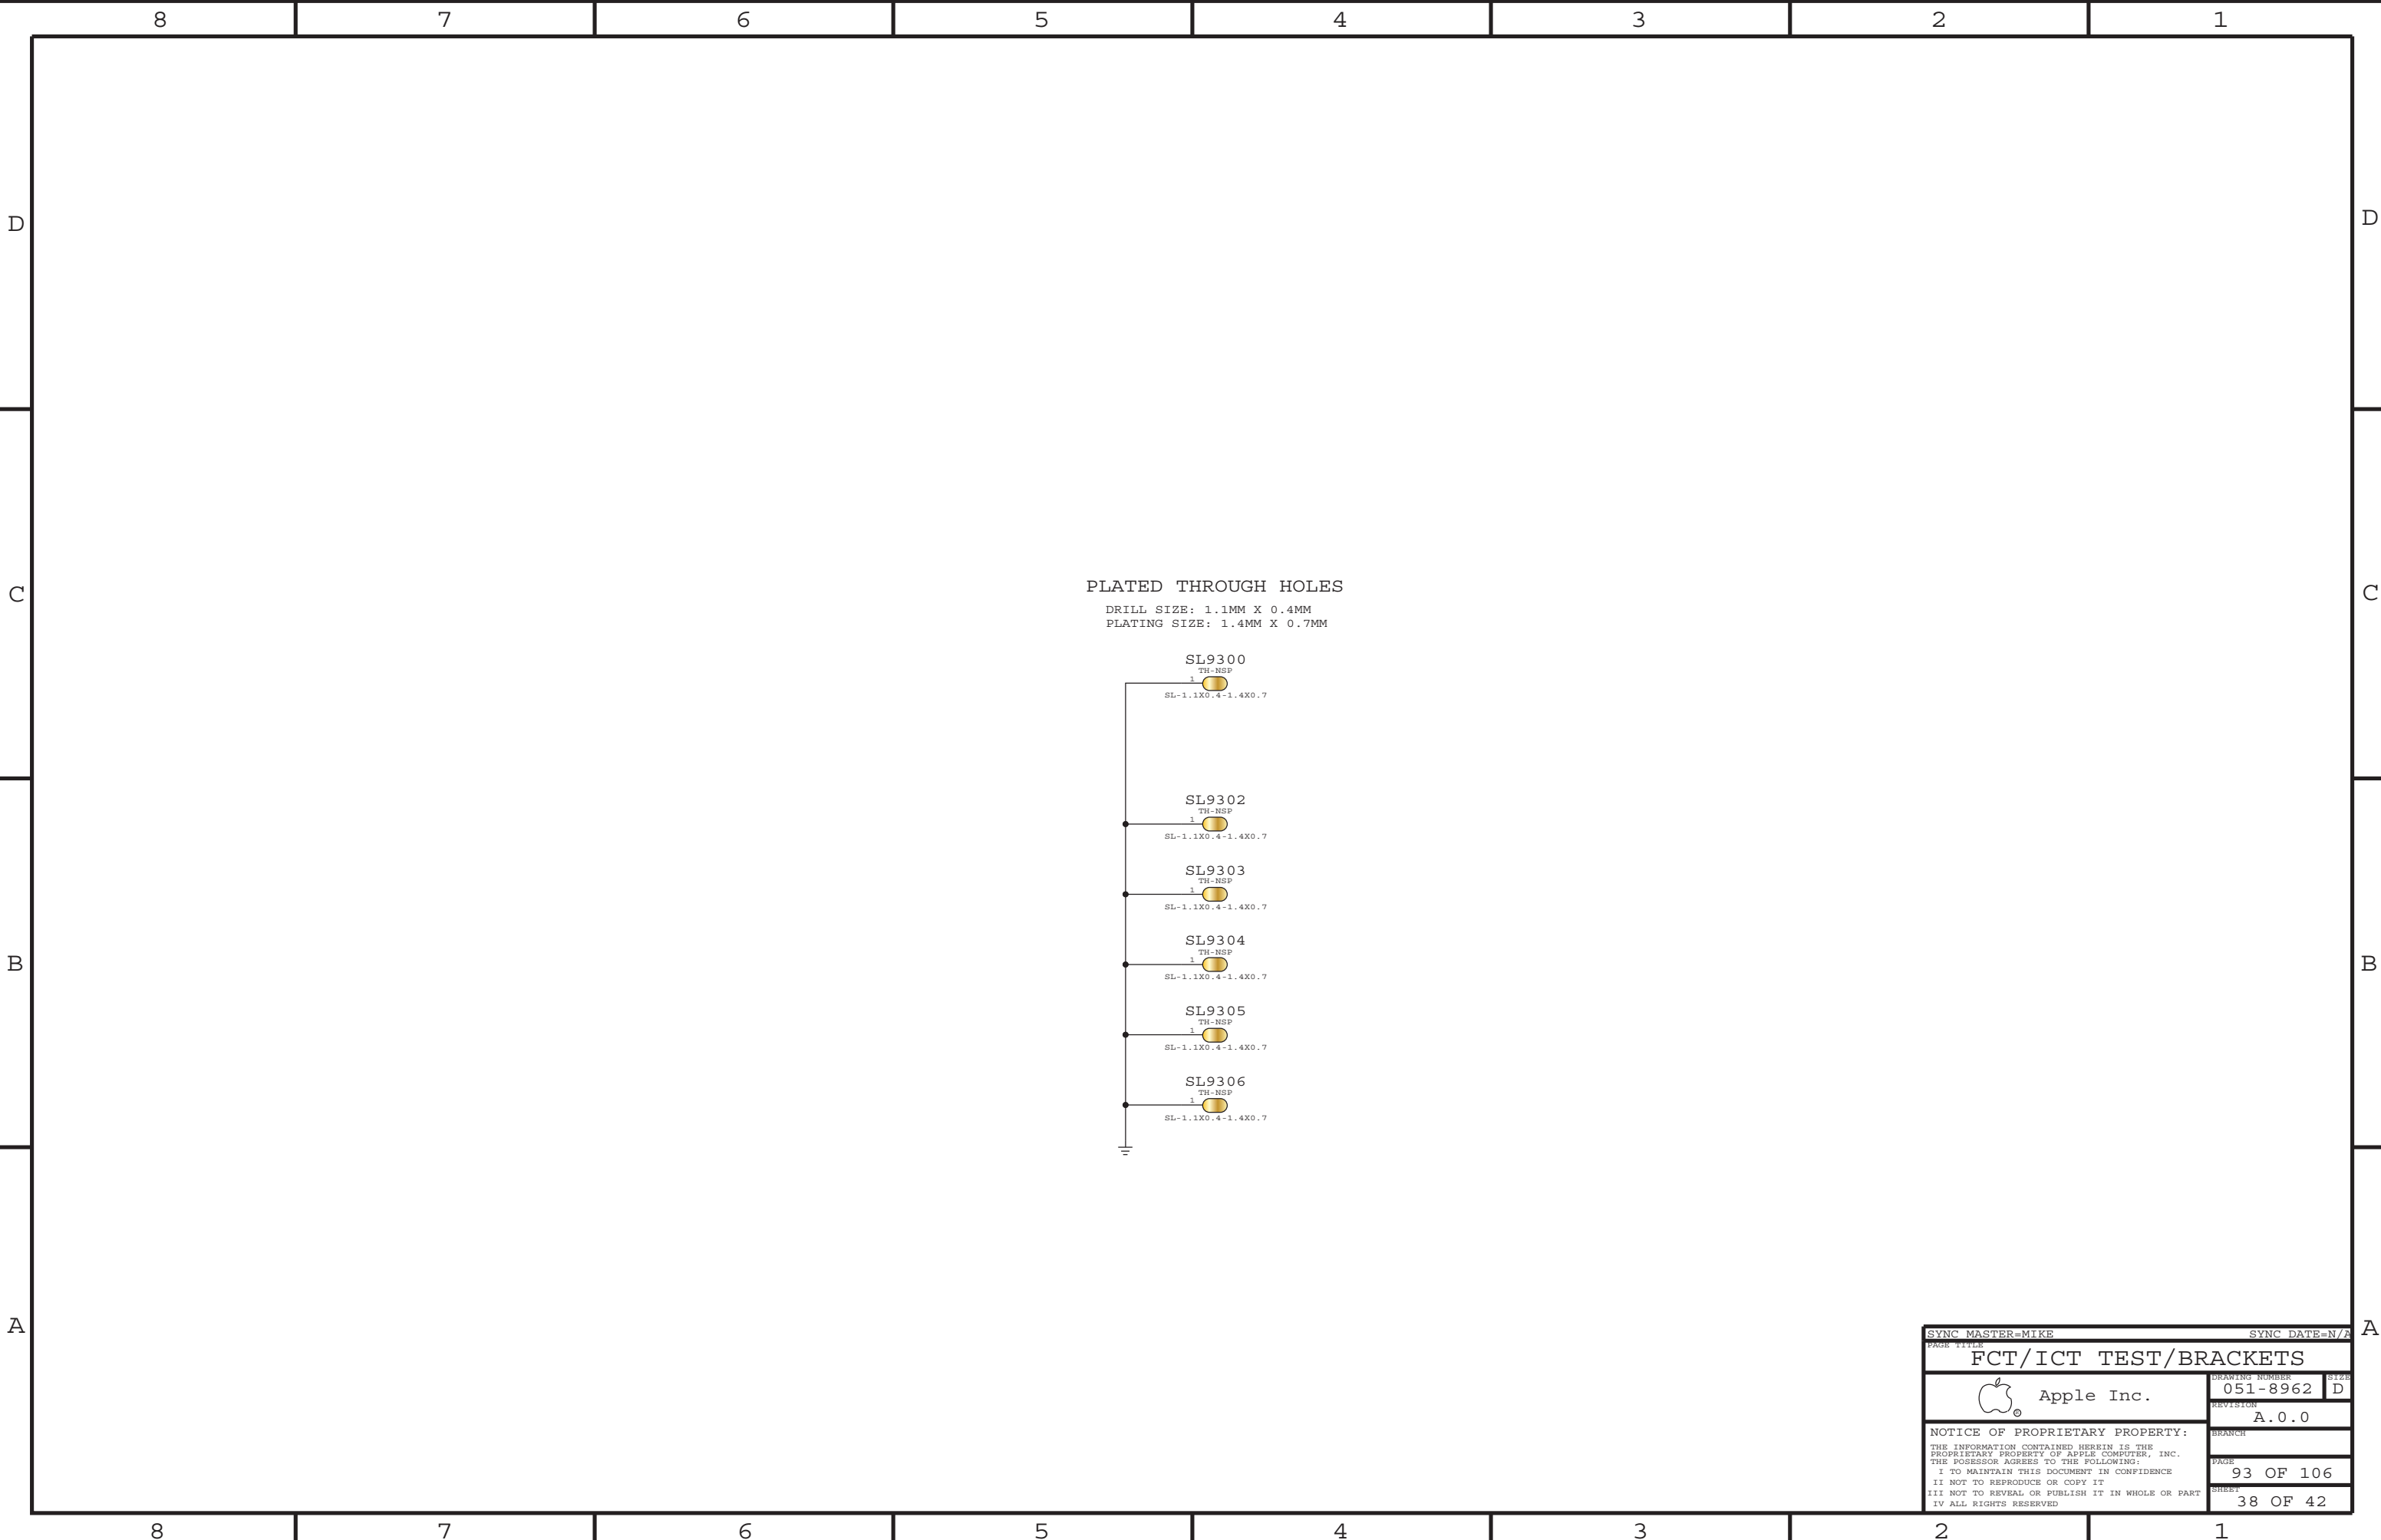 8 7 6 5 4 3 2 1
D D
C C
B B
A A
PLATED THROUGH HOLES
DRILL SIZE: 1.1MM X 0.4MM
PLATING SIZE: 1.4MM X 0.7MM
SL9300
TH-NSP
1
SL-1.1X0.4-1.4X0.7
SL9302
TH-NSP
1
SL-1.1X0.4-1.4X0.7
SL9303
TH-NSP
1
SL-1.1X0.4-1.4X0.7
SL9304
TH-NSP
1
SL-1.1X0.4-1.4X0.7
SL9305
TH-NSP
1
SL-1.1X0.4-1.4X0.7
SL9306
TH-NSP
1
SL-1.1X0.4-1.4X0.7
SYNC MASTER=MIKE SYNC DATE=N/A
PAGE TITLE
FCT/ICT TEST/BRACKETS
Apple Inc.
®
DRAWING NUMBER
051-8962
SIZE
D
REVISION
A.0.0
BRANCH
PAGE
93 OF 106
SHEET
38 OF 42
NOTICE OF PROPRIETARY PROPERTY:
THE INFORMATION CONTAINED HEREIN IS THE
PROPRIETARY PROPERTY OF APPLE COMPUTER, INC.
THE POSESSOR AGREES TO THE FOLLOWING:
I TO MAINTAIN THIS DOCUMENT IN CONFIDENCE
II NOT TO REPRODUCE OR COPY IT
III NOT TO REVEAL OR PUBLISH IT IN WHOLE OR PART
IV ALL RIGHTS RESERVED
8 7 6 5 4 3 2 1